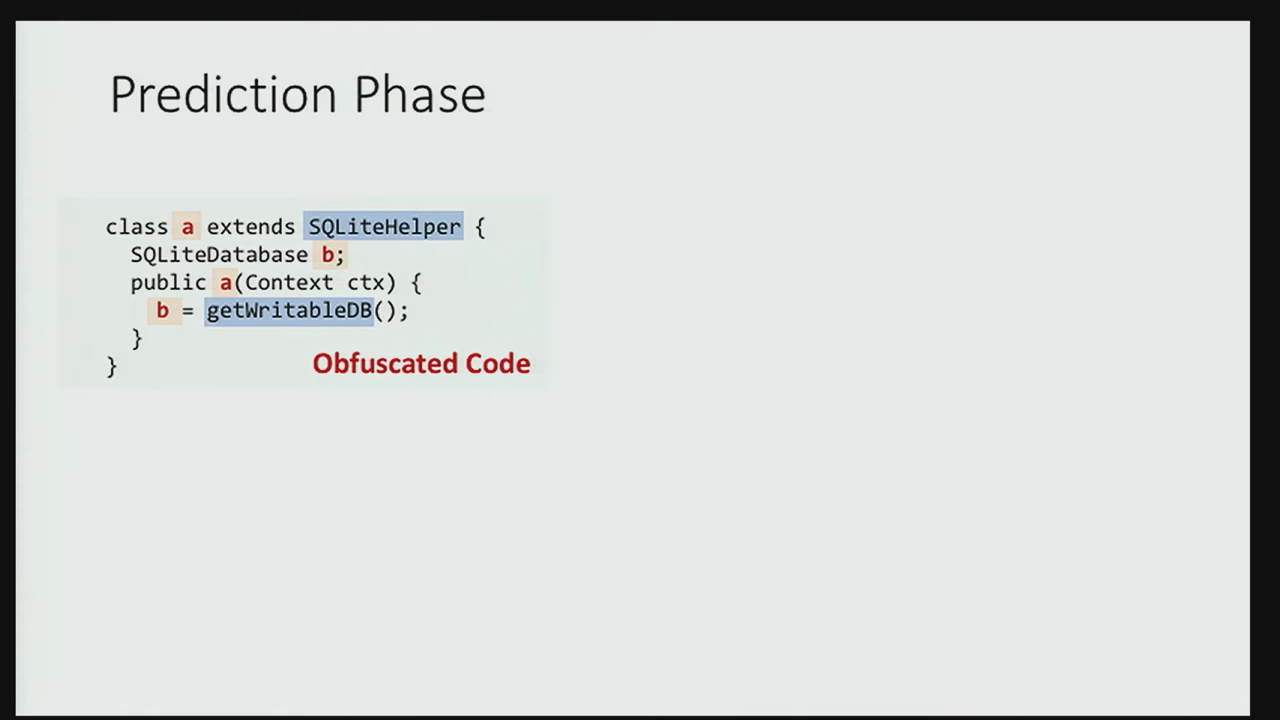 Prediction Phase
class a extends SQLiteHelper {
SQLiteDatabase b;
public a(Context ctx) {
b = getWritableDB();
}
}
Obfuscated Code